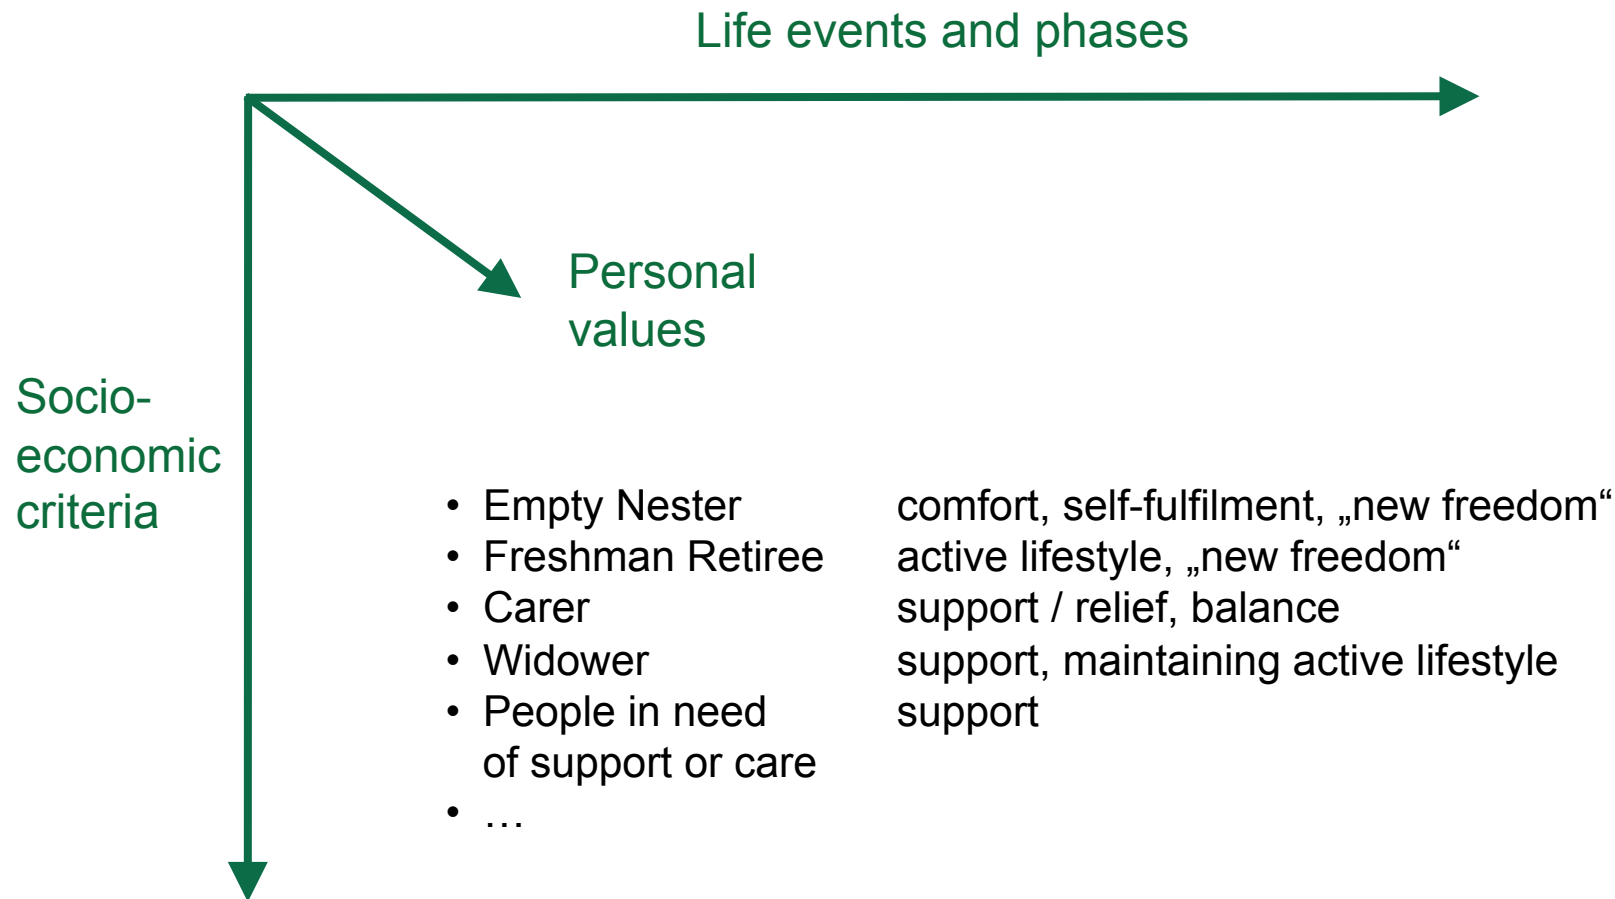 Life events and phases
Personal
values
Socio-
economic
criteria
• Empty Nester comfort, self-fulfilment, „new freedom“
• Freshman Retiree active lifestyle, „new freedom“
• Carer support / relief, balance
• Widower support, maintaining active lifestyle
• People in need support
of support or care
• …